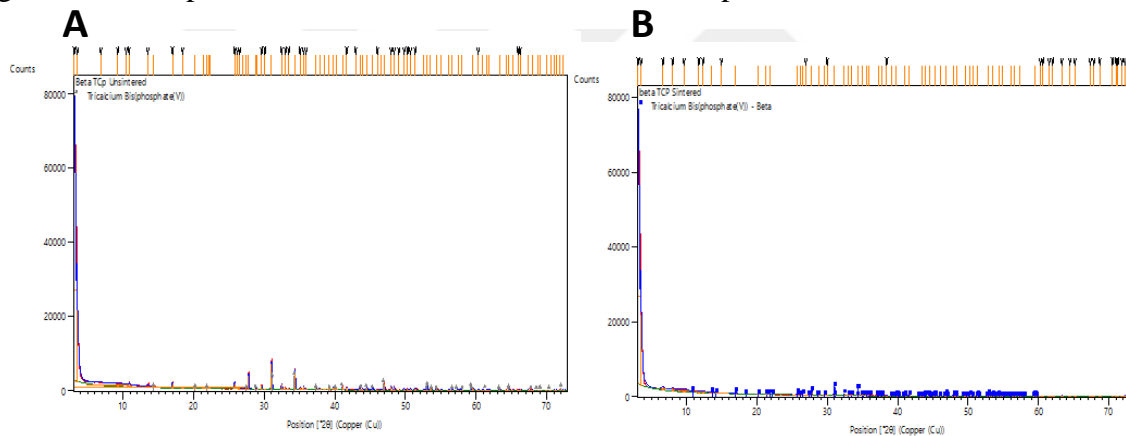 A
B
Counts
Beta TCp Unsintered
Tricalcium Bis(phosphate(V))
80000
60000
40000
20000
0
10
20
30
40
50
60
70
Position [°2θ] (Copper (Cu))
Counts
beta TCP Sintered
Tricalcium Bis(phosphate(V)) - Beta
80000
60000
40000
20000
0
10
20
30
40
50
60
70
Position [°2θ] (Copper (Cu))